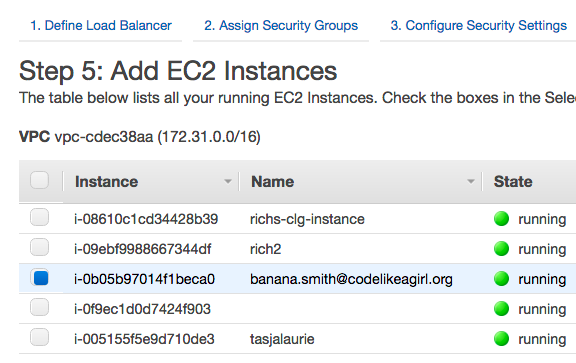 1. Define Load Balancer 2. Assign Security Groups 3. Configure Security Settings
Step 5: Add EC2 Instances
The table below lists all your running EC2 Instances. Check the boxes in the Sele
VPC vpc-cdec38aa (172.31.0.0/16)
Instance Name State
i-08610c1cd34428b39 richs-clg-instance running
i-09ebf9988667344df rich2 running
i-0b05b97014f1beca0 banana.smith@codelikeagirl.org running
i-0f9ec1d0d7424f903 running
i-005155f5e9d710de3 tasjalaurie running